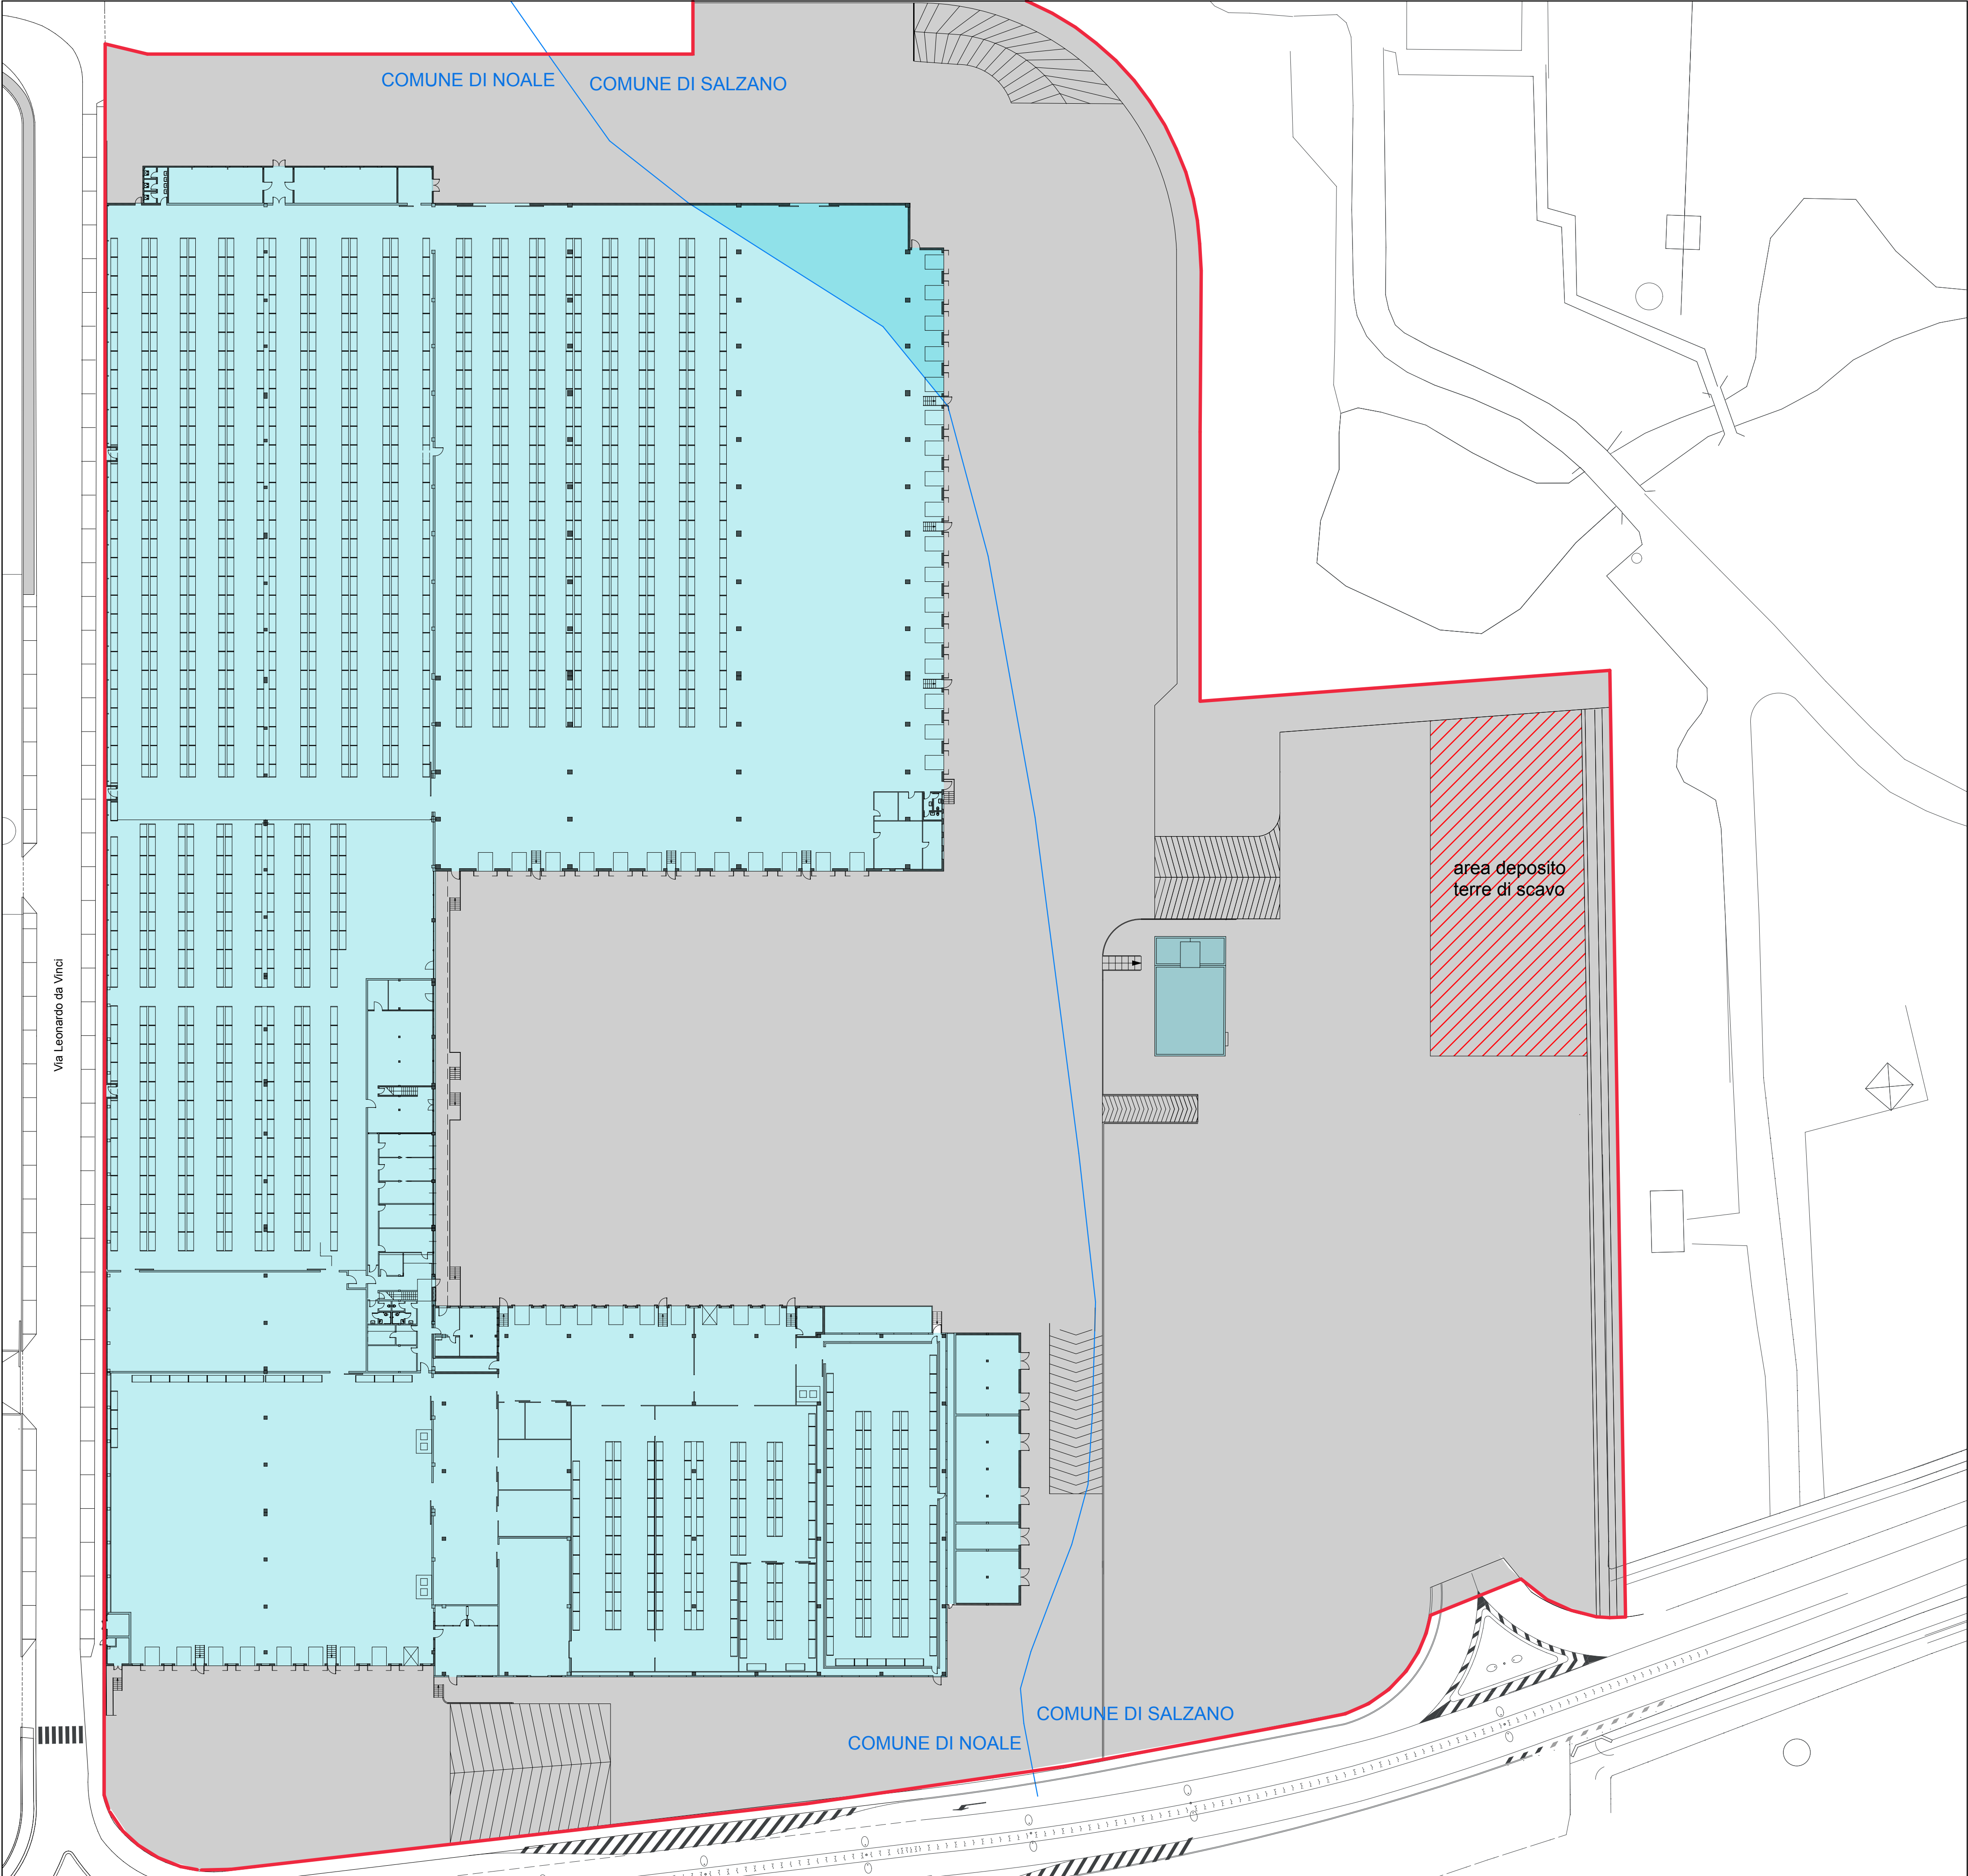 COMUNE DI NOALE
COMUNE DI SALZANO
area deposito
terre di scavo
Via Leonardo da Vinci
COMUNE DI SALZANO
COMUNE DI NOALE